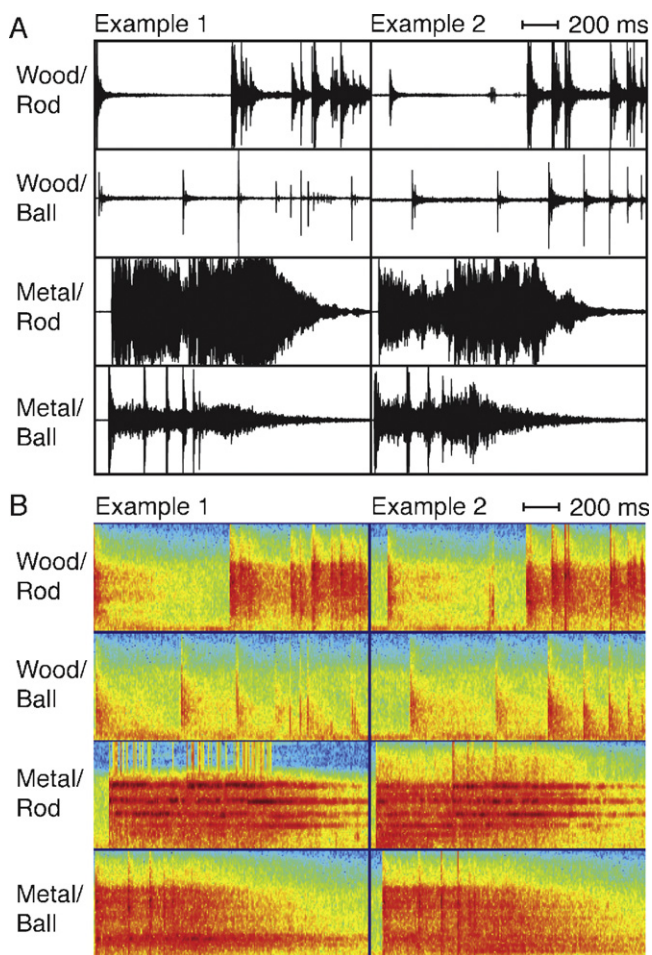 A
Example 1
Example 2
200 ms
Wood/
Rod
Wood/
Ball
Metal/
Rod
Metal/
Ball
B
Example 1
Example 2
200 ms
Wood/
Rod
Wood/
Ball
Metal/
Rod
Metal/
Ball